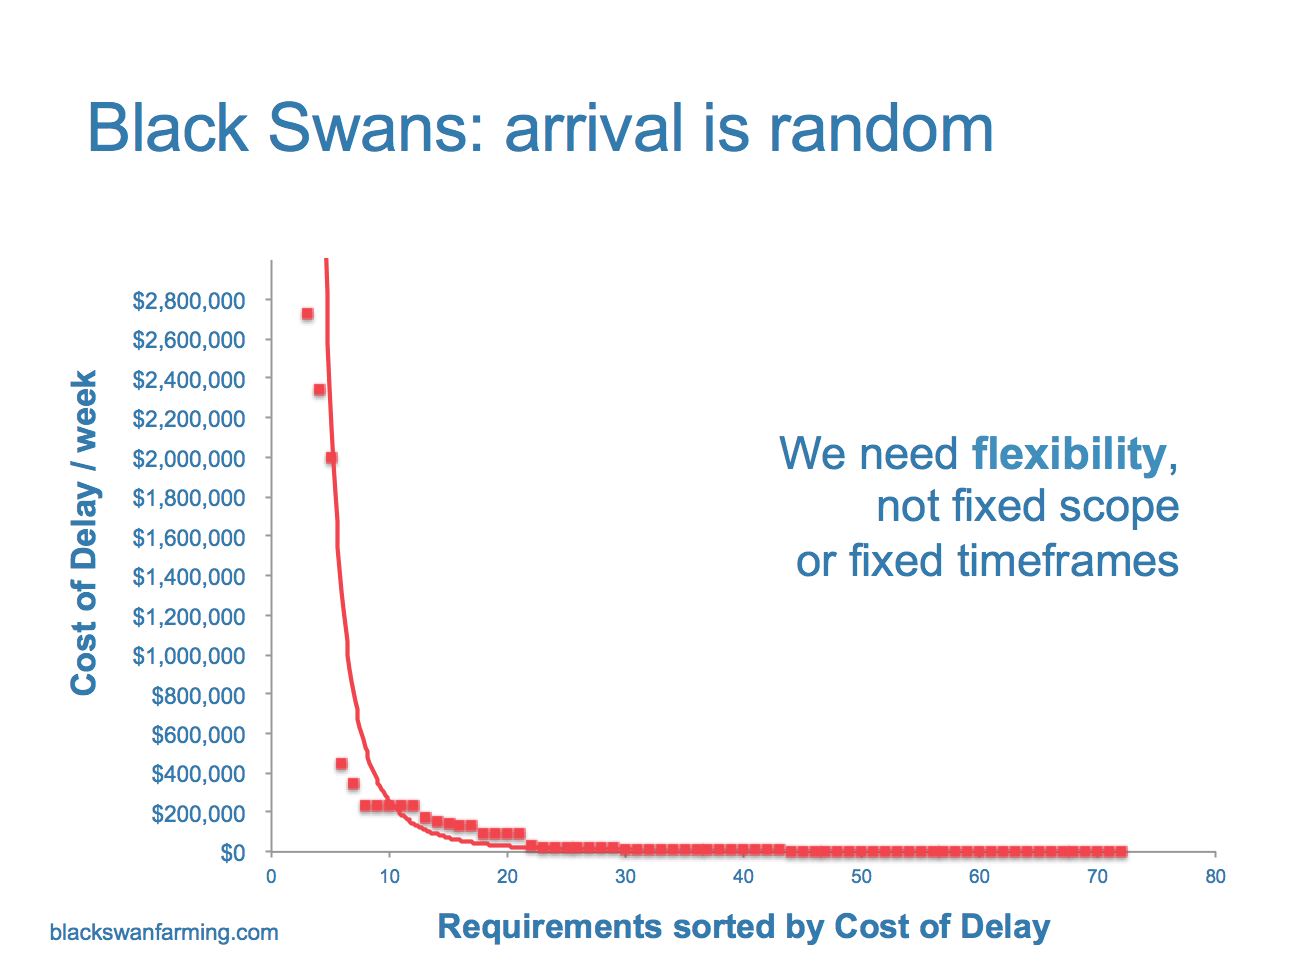 Black Swans: arrival is random
Cost of Delay / week
$2,800,000
$2,600,000
$2,400,000
$2,200,000
$2,000,000
$1,800,000
$1,600,000
$1,400,000
$1,200,000
$1,000,000
$800,000
$600,000
$400,000
$200,000
$0
We need flexibility,
not fixed scope
or fixed timeframes
0 10 20 30 40 50 60 70 80
Requirements sorted by Cost of Delay
blackswanfarming.com